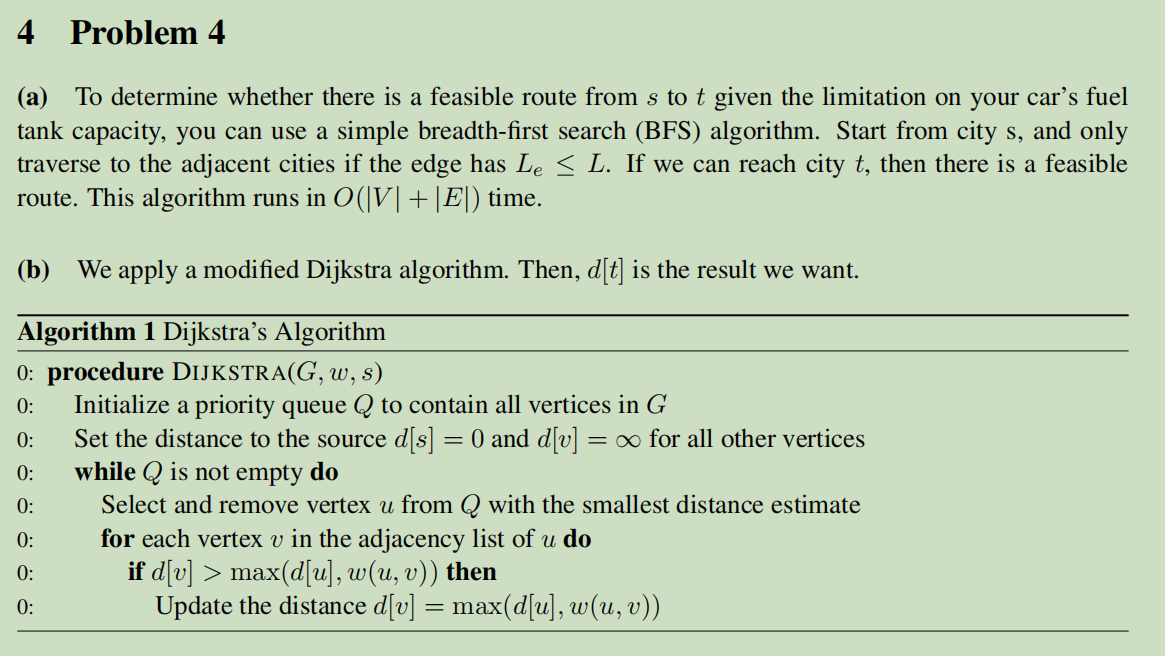 4 Problem 4
(a) To determine whether there is a feasible route from s to t given the limitation on your car's fuel
tank capacity, you can use a simple breadth-first search (BFS) algorithm. Start from city s, and only
traverse to the adjacent cities if the edge has Lₑ ≤ L. If we can reach city t, then there is a feasible
route. This algorithm runs in O(|V| + |E|) time.
(b) We apply a modified Dijkstra algorithm. Then, d[t] is the result we want.
Algorithm 1 Dijkstra's Algorithm
0: procedure DIJKSTRA(G, w, s)
0: Initialize a priority queue Q to contain all vertices in G
0: Set the distance to the source d[s] = 0 and d[v] = ∞ for all other vertices
0: while Q is not empty do
0: Select and remove vertex u from Q with the smallest distance estimate
0: for each vertex v in the adjacency list of u do
0: if d[v] > max(d[u], w(u, v)) then
0: Update the distance d[v] = max(d[u], w(u, v))